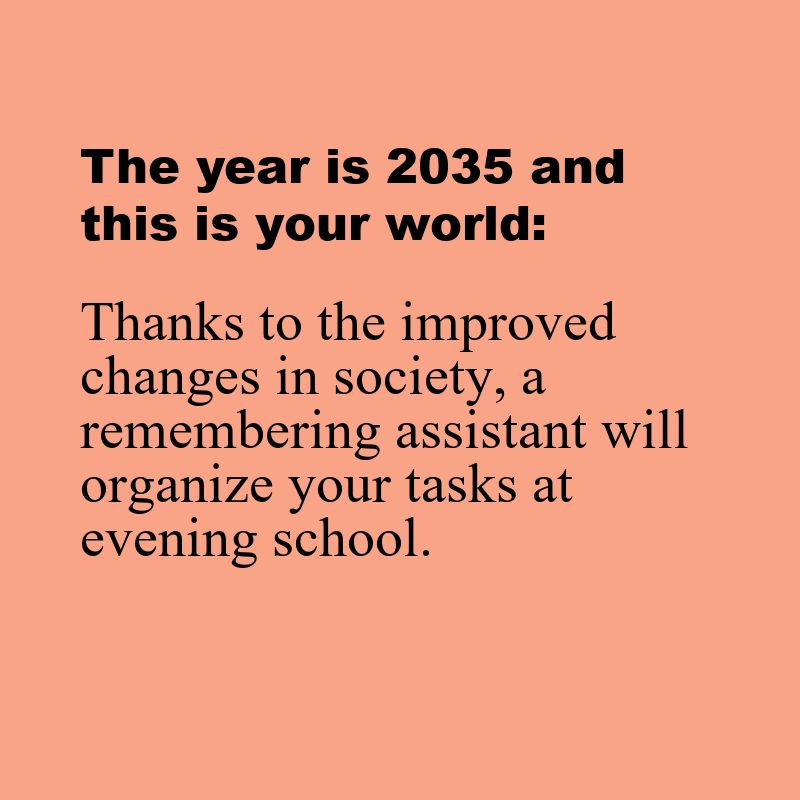 The year is 2035 and
this is your world:
Thanks to the improved
changes in society, a
remembering assistant will
organize your tasks at
evening school.